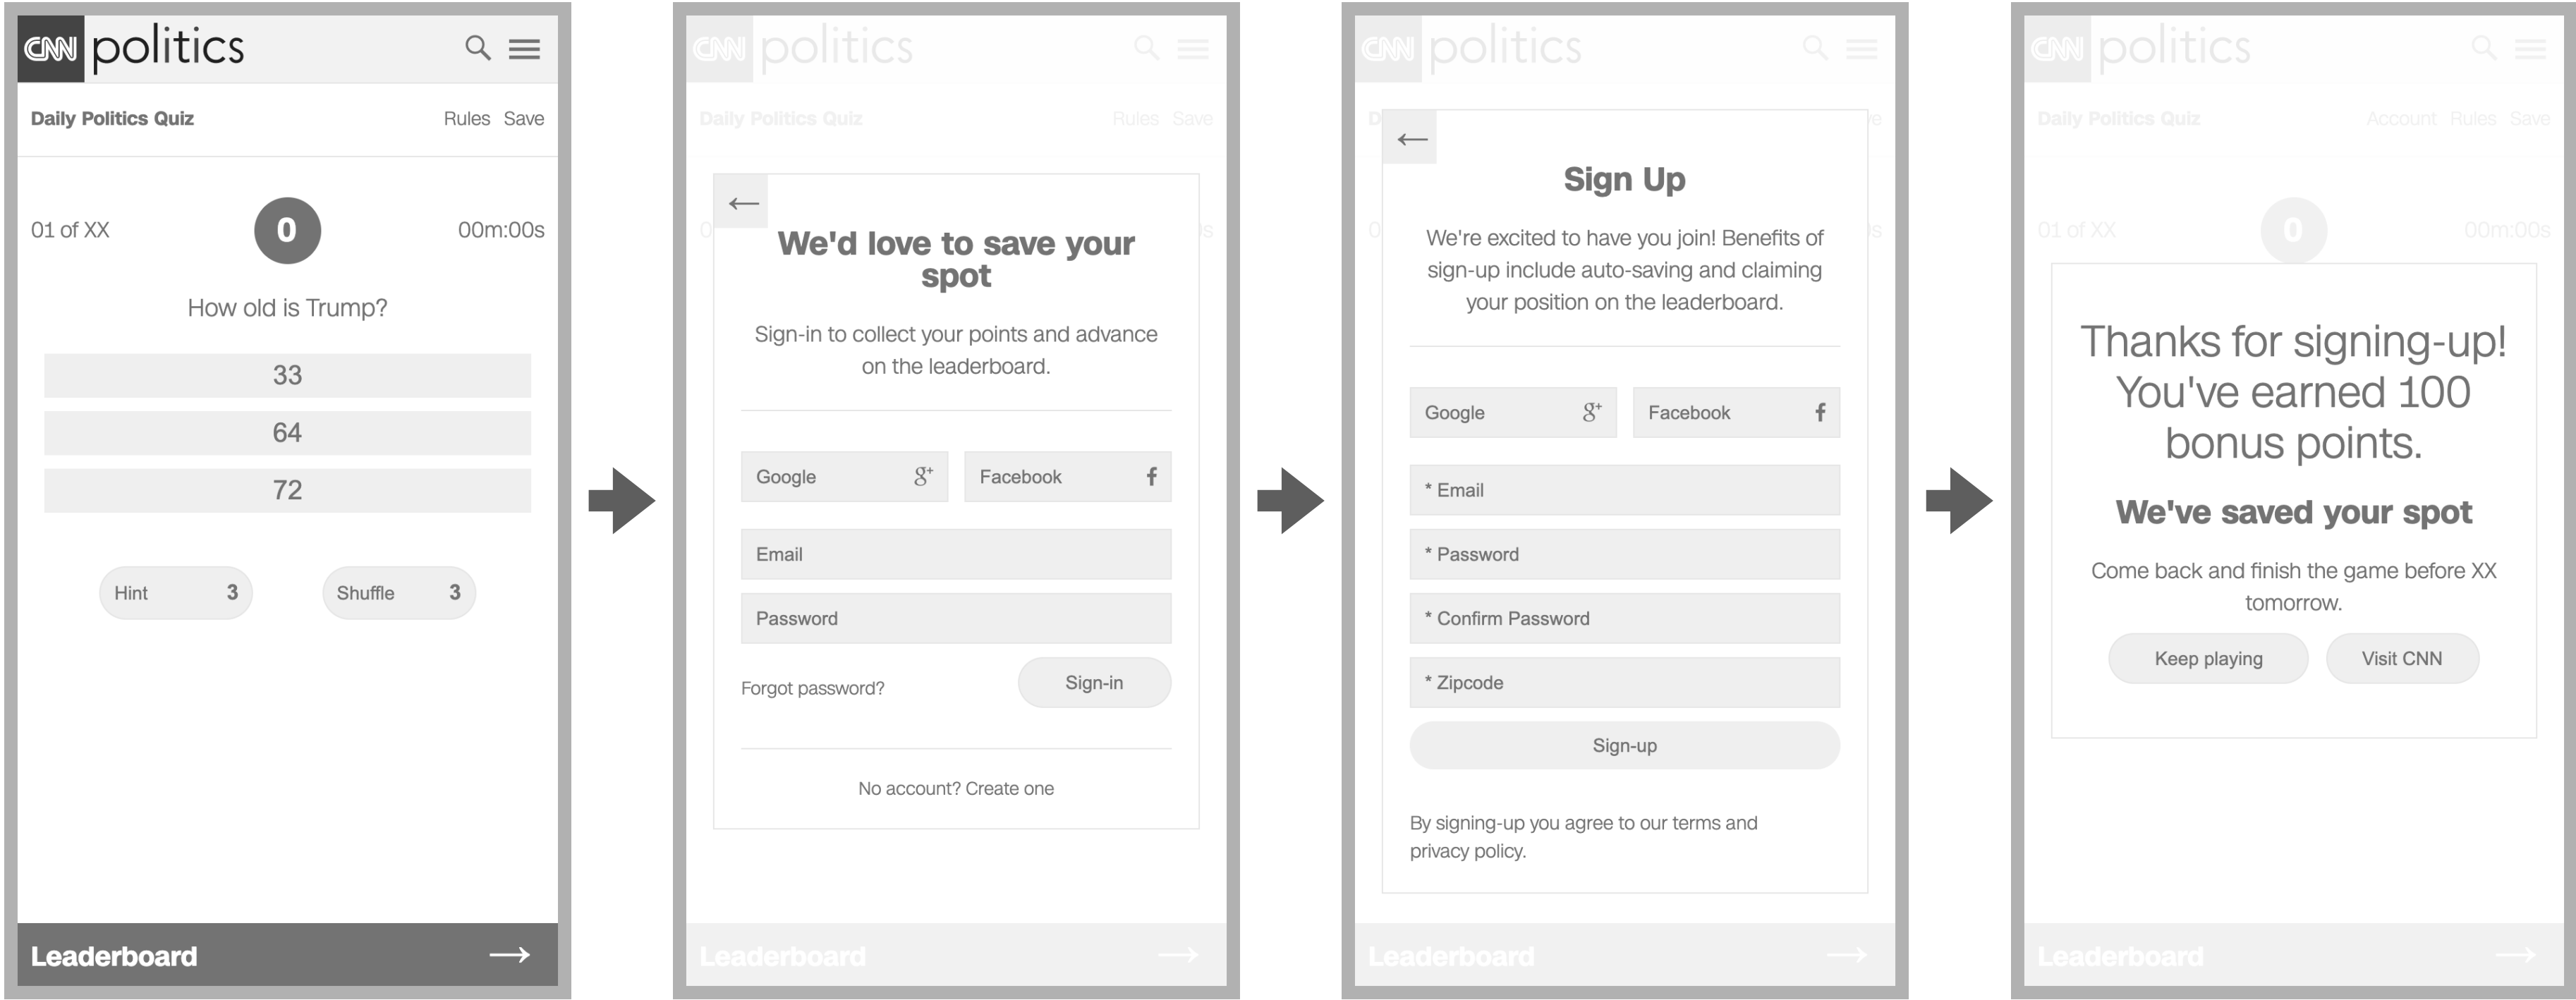 CNN politics
Daily Politics Quiz Rules Save
01 of XX 0 00m:00s
How old is Trump?
33
64
72
Hint 3 Shuffle 3
Leaderboard
CNN politics
Daily Politics Quiz Rules Save
0 s
We'd love to save your
spot
Sign-in to collect your points and advance
on the leaderboard.
Google g+ Facebook f
Email
Password
Forgot password? Sign-in
No account? Create one
Leaderboard
CNN politics
D ve
0 s
Sign Up
We're excited to have you join! Benefits of
sign-up include auto-saving and claiming
your position on the leaderboard.
Google g+ Facebook f
* Email
* Password
* Confirm Password
* Zipcode
Sign-up
By signing-up you agree to our terms and
privacy policy.
Leaderboard
CNN politics
Daily Politics Quiz Account Rules Save
01 of XX 0 00m:00s
Thanks for signing-up!
You've earned 100
bonus points.
We've saved your spot
Come back and finish the game before XX
tomorrow.
Keep playing Visit CNN
Leaderboard